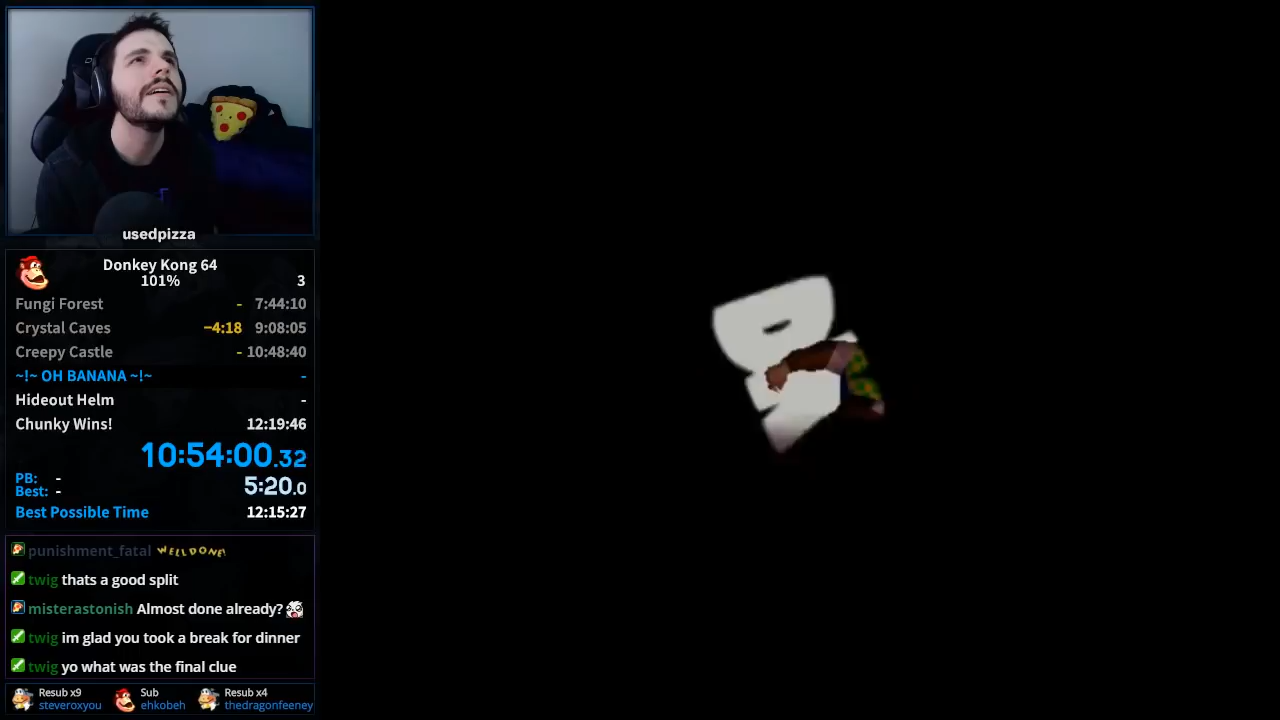 usedpizza
Donkey Kong 64
101% 3
Fungi Forest - 7:44:10
Crystal Caves −4:18 9:08:05
Creepy Castle - 10:48:40
~!~ OH BANANA ~!~ -
Hideout Helm -
Chunky Wins! 12:19:46
10:54:00.32
PB: - 5:20.0
Best: -
Best Possible Time 12:15:27
punishment_fatal WELLDONE!
twig thats a good split
misterastonish Almost done already?
twig im glad you took a break for dinner
twig yo what was the final clue
Resub x9 Sub Resub x4
steveroxyou ehkobeh thedragonfeeney